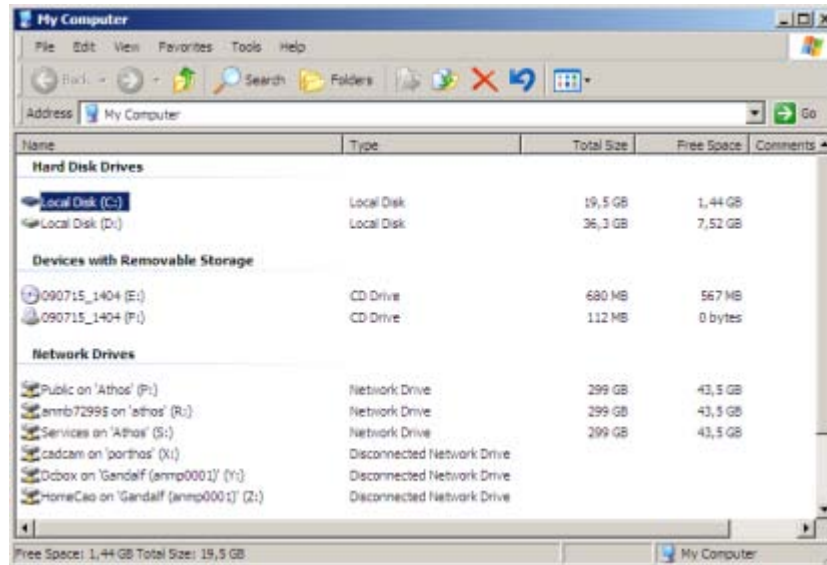 My Computer
File Edit View Favorites Tools Help
Back Search Folders
Address My Computer Go
Name Type Total Size Free Space Comments
Hard Disk Drives
Local Disk (C:) Local Disk 19,5 GB 1,44 GB
Local Disk (D:) Local Disk 36,3 GB 7,52 GB
Devices with Removable Storage
090715_1404 (E:) CD Drive 680 MB 567 MB
090715_1404 (F:) CD Drive 112 MB 0 bytes
Network Drives
Public on 'Athos' (P:) Network Drive 299 GB 43,5 GB
on 'athos' (R:) Network Drive 299 GB 43,5 GB
Services on 'Athos' (S:) Network Drive 299 GB 43,5 GB
cadcam on 'porthos' (X:) Disconnected Network Drive
Dcbox on 'Gandalf (anmp0001)' (Y:) Disconnected Network Drive
HomeCao on 'Gandalf (anmp0001)' (Z:) Disconnected Network Drive
Free Space: 1,44 GB Total Size: 19,5 GB My Computer